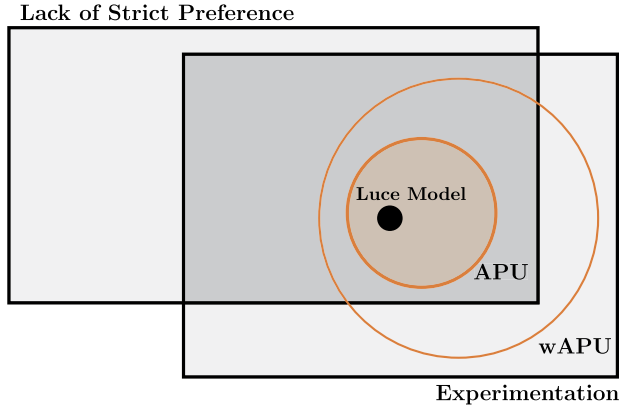 Lack of Strict Preference
Luce Model
APU
wAPU
Experimentation